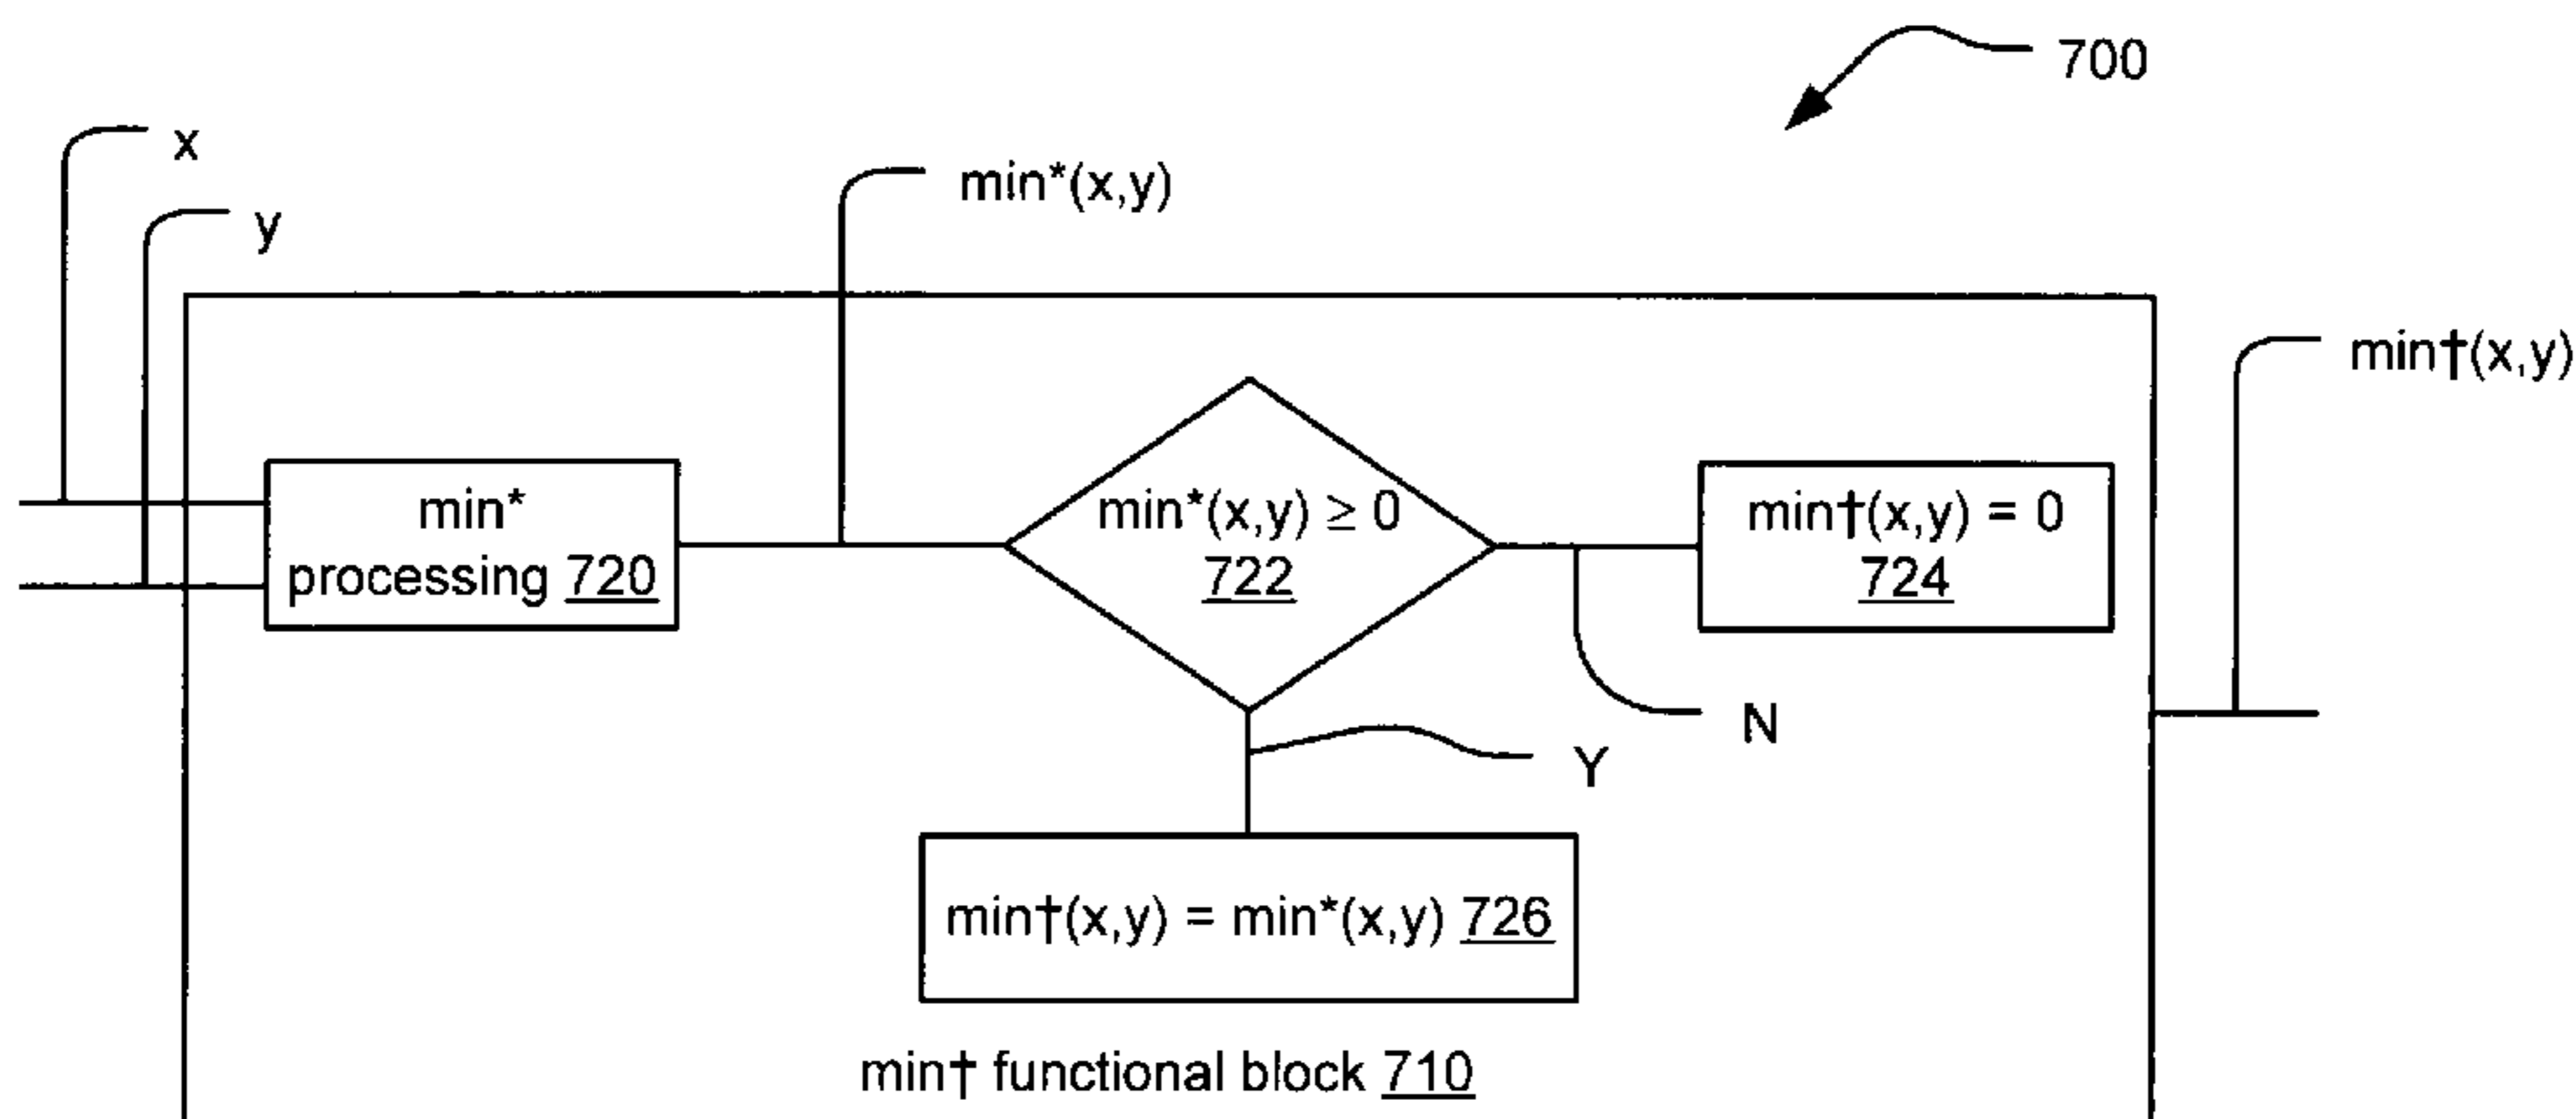 700
x
min*(x,y)
y
min†(x,y)
min*
processing 720
min*(x,y) ≥ 0
722
min†(x,y) = 0
724
N
Y
min†(x,y) = min*(x,y) 726
min† functional block 710